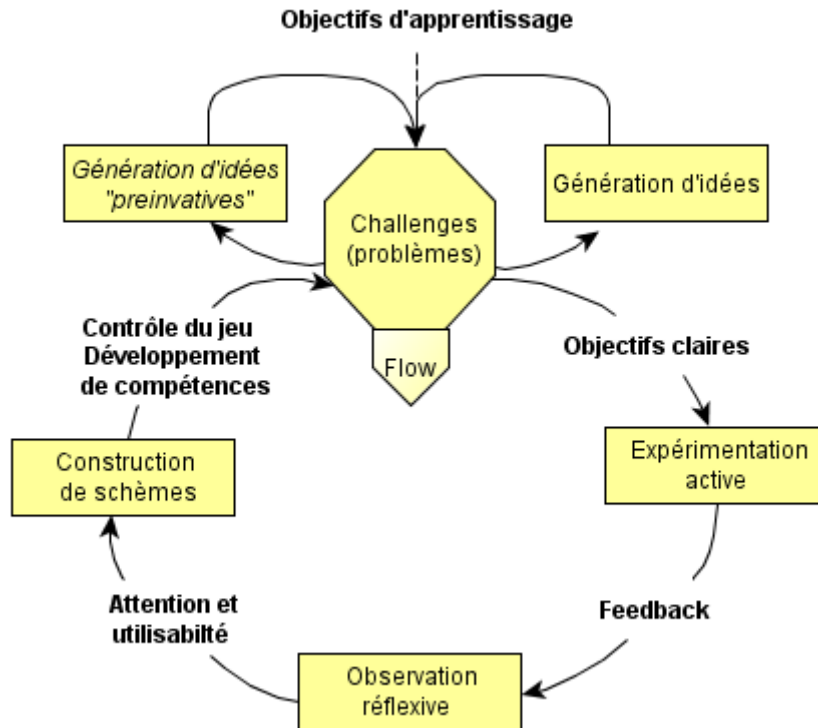 Objectifs d'apprentissage
Génération d'idées
"preinvatives"
Génération d'idées
Challenges
(problèmes)
Flow
Contrôle du jeu
Développement
de compétences
Objectifs claires
Construction
de schèmes
Expérimentation
active
Attention et
utilisabilté
Feedback
Observation
réflexive